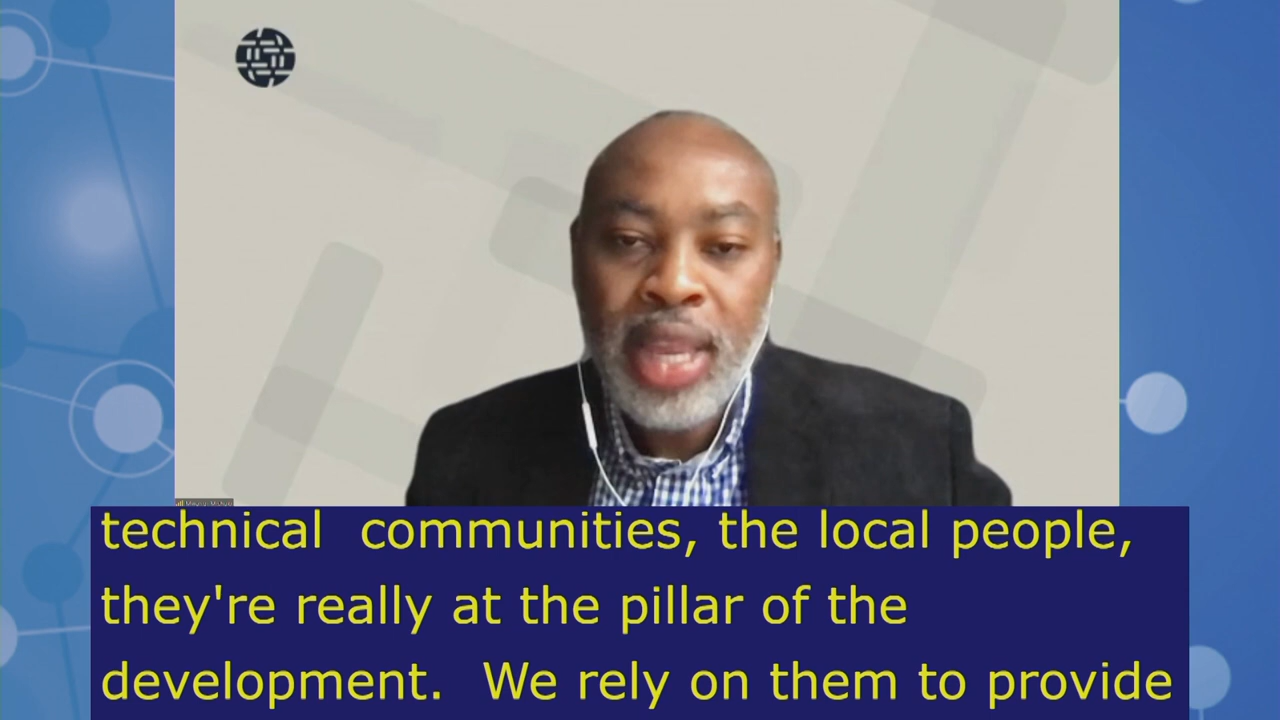 technical  communities, the local people,
they're really at the pillar of the
development.  We rely on them to provide